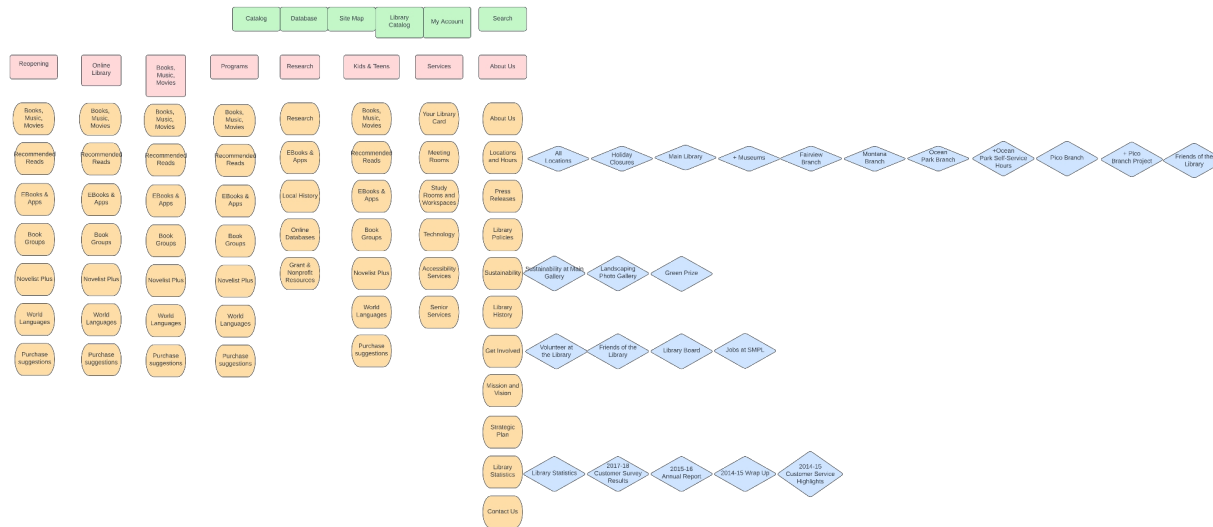 Catalog
Database
Site Map
Library
Catalog
My Account
Search
Reopening
Online
Library
Books,
Music,
Movies
Programs
Research
Kids & Teens
Services
About Us
Books,
Music,
Movies
Books,
Music,
Movies
Books,
Music,
Movies
Books,
Music,
Movies
Research
Books,
Music,
Movies
Your Library
Card
About Us
Recommended
Reads
Recommended
Reads
Recommended
Reads
Recommended
Reads
EBooks &
Apps
Recommended
Reads
Meeting
Rooms
Locations
and Hours
All
Locations
Holiday
Closures
Main Library
+ Museums
Fairview
Branch
Montana
Branch
Ocean
Park Branch
+Ocean
Park Self-Service
Hours
Pico Branch
+ Pico
Branch Project
Friends of the
Library
EBooks &
Apps
EBooks &
Apps
EBooks &
Apps
EBooks &
Apps
Local History
EBooks &
Apps
Study
Rooms and
Workspaces
Press
Releases
Book
Groups
Book
Groups
Book
Groups
Book
Groups
Online
Databases
Book
Groups
Technology
Library
Policies
Novelist Plus
Novelist Plus
Novelist Plus
Novelist Plus
Grant &
Nonprofit
Resources
Novelist Plus
Accessibility
Services
Sustainability
Sustainability at Main
Gallery
Landscaping
Photo Gallery
Green Prize
World
Languages
World
Languages
World
Languages
World
Languages
World
Languages
Senior
Services
Library
History
Purchase
suggestions
Purchase
suggestions
Purchase
suggestions
Purchase
suggestions
Purchase
suggestions
Get Involved
Volunteer at
the Library
Friends of the
Library
Library Board
Jobs at SMPL
Mission and
Vision
Strategic
Plan
Library
Statistics
Library Statistics
2017-18
Customer Survey
Results
2015-16
Annual Report
2014-15 Wrap Up
2014-15
Customer Service
Highlights
Contact Us